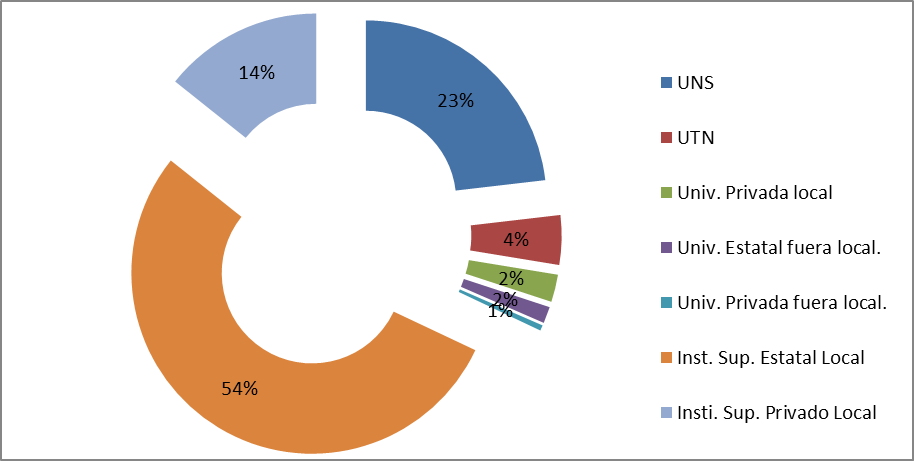 14%
23%
4%
2%
2%
1%
54%
UNS
UTN
Univ. Privada local
Univ. Estatal fuera local.
Univ. Privada fuera local.
Inst. Sup. Estatal Local
Insti. Sup. Privado Local